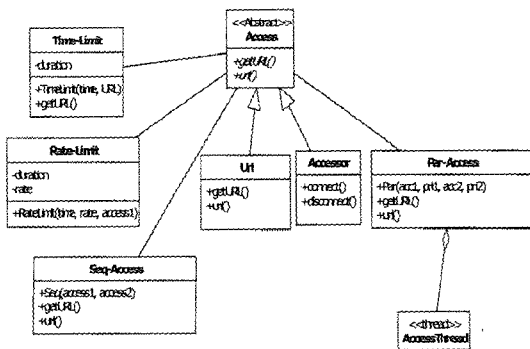 <<Abstract>>
Access
+getURL()
+url()
Time-Limit
-duration
+TimeLimit(time, URL)
+getURL()
Rate-Limit
-duration
-rate
+RateLimit(time, rate, access1)
Url
+getURL()
+url()
Accessor
+connect()
+disconnect()
Par-Access
+Par(acc1, pri1, acc2, pri2)
+getURL()
+url()
Seq-Access
+Seq(access1, access2)
+getURL()
+url()
<<thread>>
AccessThread